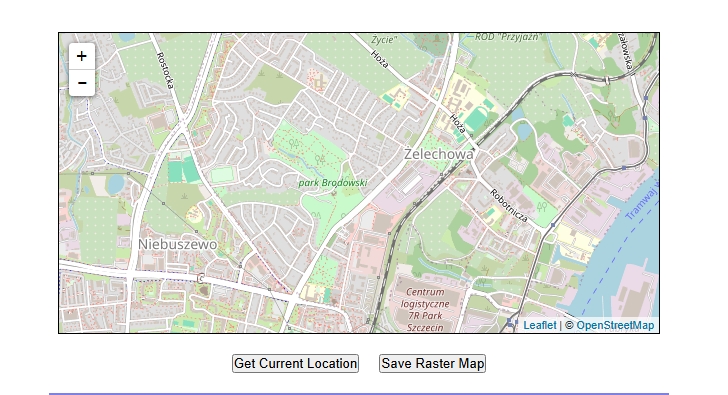 +
-
Rostocka
Życie"
Hoża
ROD "Przyjaźń"
Hoża
Żelechowa
park Brodowski
Robotnicza
Tramwaj
Niebuszewo
Centrum
logistyczne
7R Park
Szczecin
Leaflet | © OpenStreetMap
Get Current Location
Save Raster Map